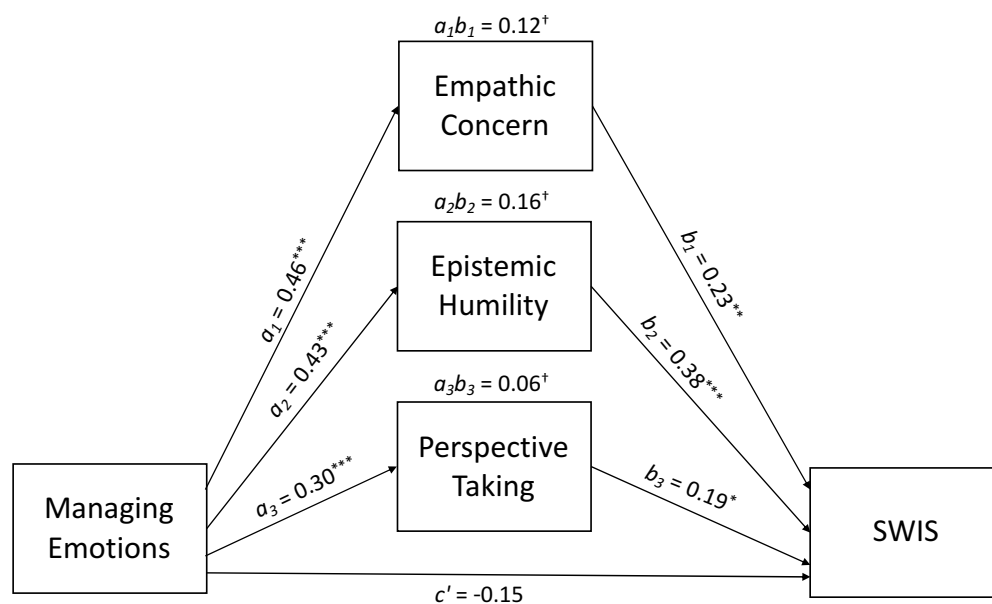 a₁b₁ = 0.12†
Empathic
Concern
a₁ = 0.46***
b₁ = 0.23**
a₂b₂ = 0.16†
Epistemic
Humility
a₂ = 0.43***
b₂ = 0.38***
a₃b₃ = 0.06†
Perspective
Taking
a₃ = 0.30***
b₃ = 0.19*
Managing
Emotions
SWIS
c' = -0.15